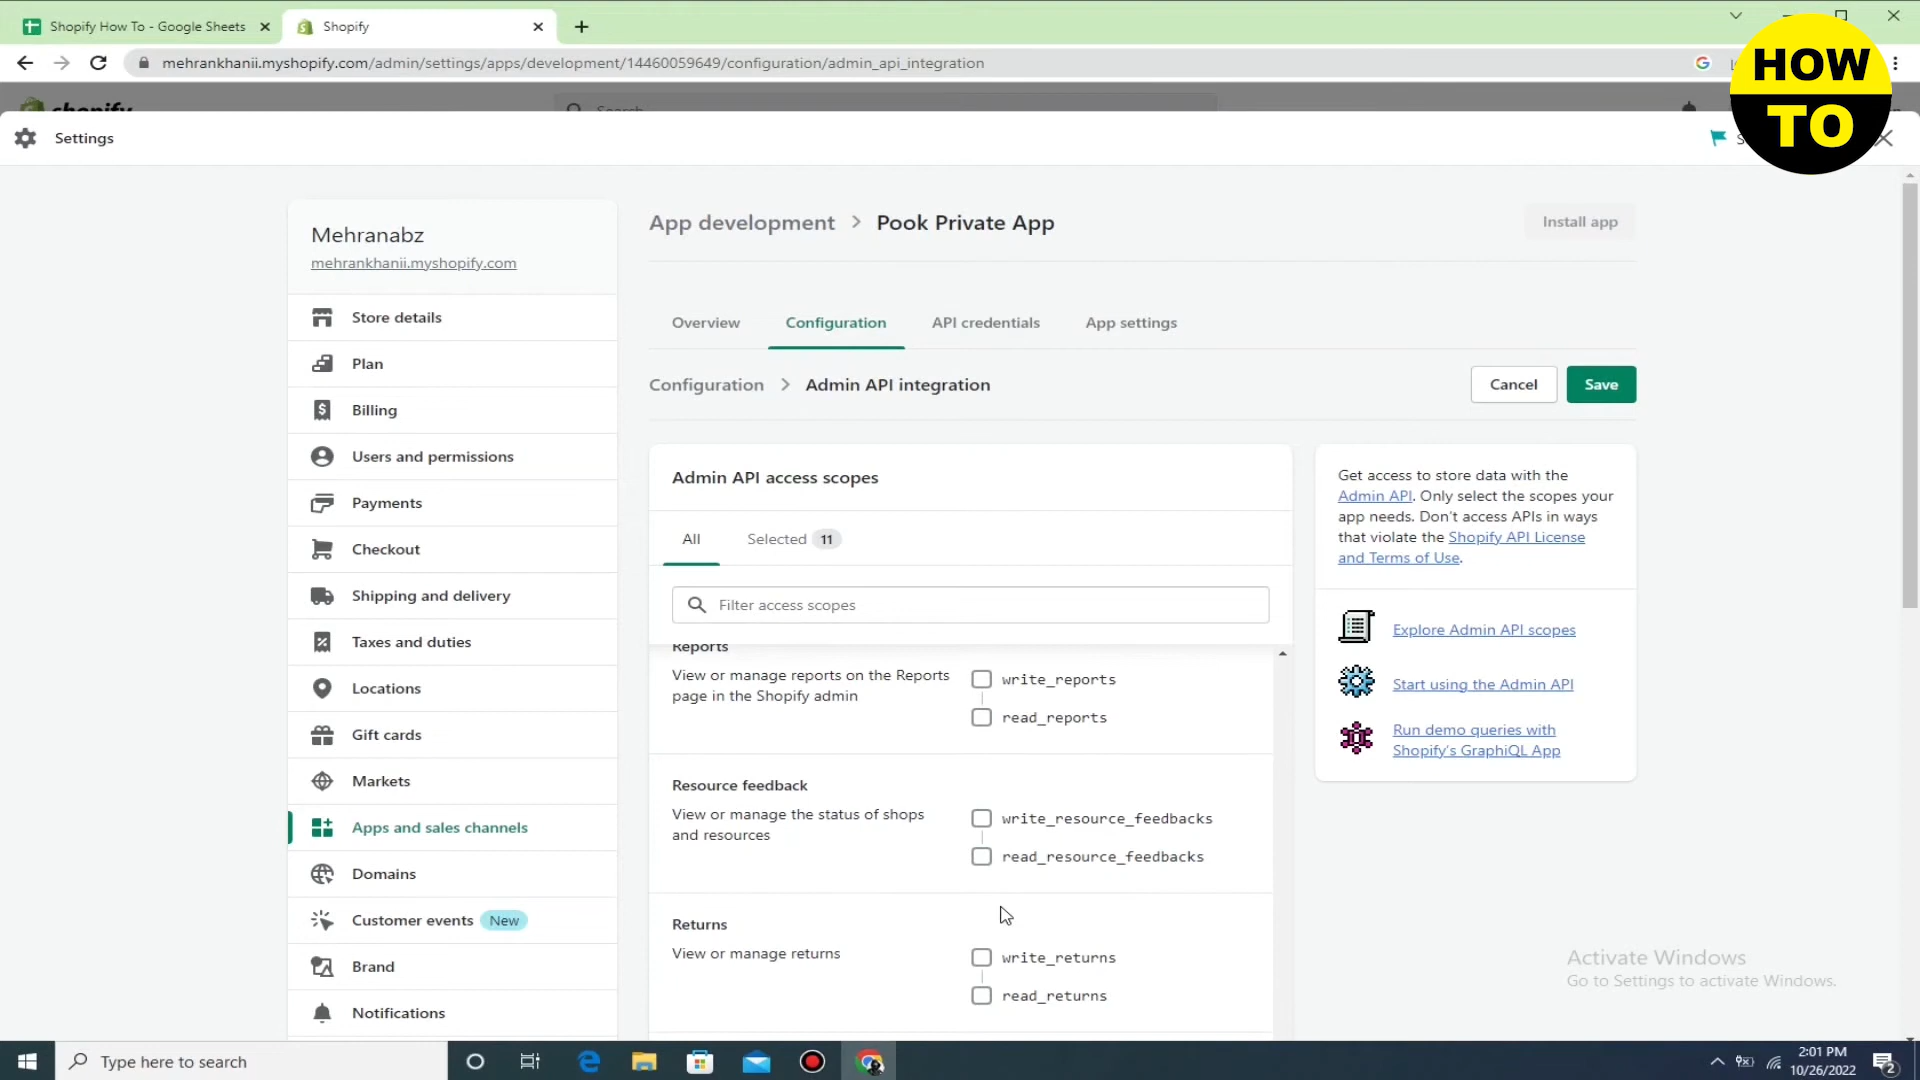 Shopify How To - Google Sheets
Shopify
mehrankhanii.myshopify.com/admin/settings/apps/development/14460059649/configuration/admin_api_integration
HOW
TO
shopify
Search
Settings
Mehranabz
mehrankhanii.myshopify.com
Store details
Plan
Billing
Users and permissions
Payments
Checkout
Shipping and delivery
Taxes and duties
Locations
Gift cards
Markets
Apps and sales channels
Domains
Customer events New
Brand
Notifications
App development > Pook Private App
Install app
Overview Configuration API credentials App settings
Configuration > Admin API integration
Cancel Save
Admin API access scopes
All Selected 11
Filter access scopes
Reports
View or manage reports on the Reports
page in the Shopify admin
write_reports
read_reports
Resource feedback
View or manage the status of shops
and resources
write_resource_feedbacks
read_resource_feedbacks
Returns
View or manage returns
write_returns
read_returns
Get access to store data with the
Admin API. Only select the scopes your
app needs. Don't access APIs in ways
that violate the Shopify API License
and Terms of Use.
Explore Admin API scopes
Start using the Admin API
Run demo queries with
Shopify's GraphiQL App
Activate Windows
Go to Settings to activate Windows.
Type here to search
2:01 PM
10/26/2022
2